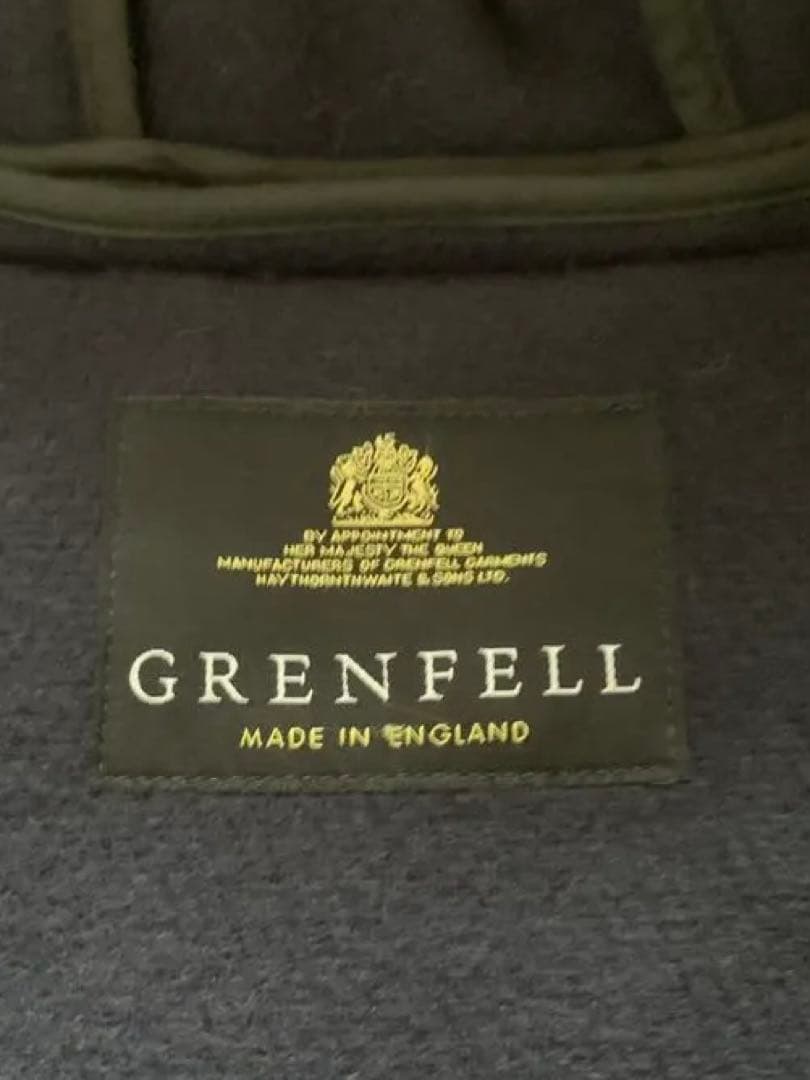 BY APPOINTMENT TO
HER MAJESTY THE QUEEN
MANUFACTURERS OF GRENFELL GARMENTS
HAYTHORNTHWAITE & SONS LTD.
GRENFELL
MADE IN ENGLAND